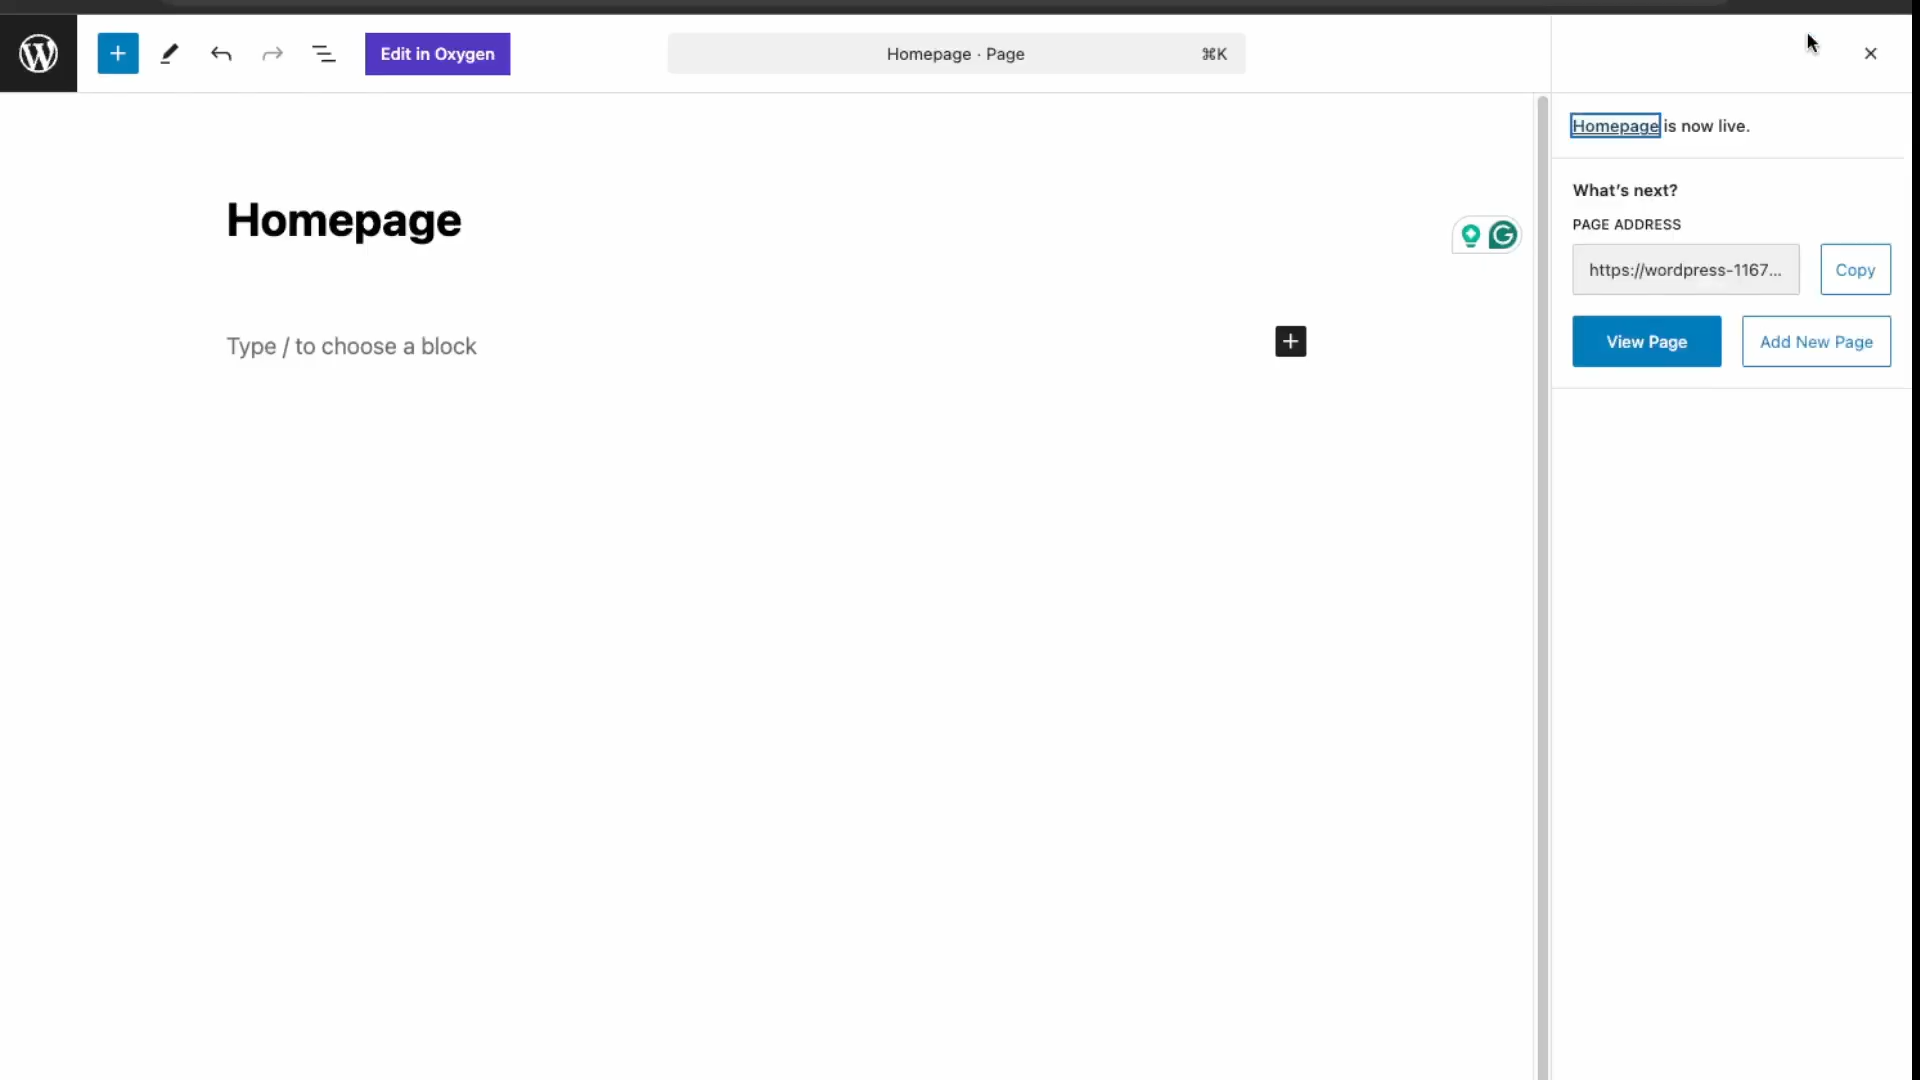 Edit in Oxygen
Homepage · Page ⌘K
Homepage is now live.
What's next?
PAGE ADDRESS
https://wordpress-1167... Copy
View Page Add New Page
Homepage
Type / to choose a block